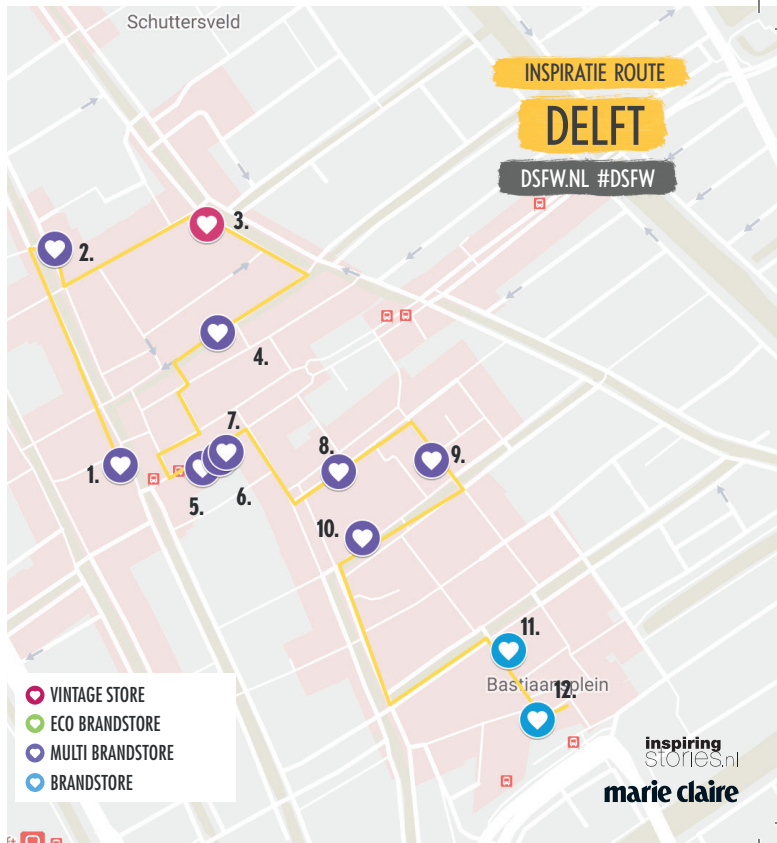 Schuttersveld
INSPIRATIE ROUTE
DELFT
DSFW.NL #DSFW
3.
2.
4.
7.
8.
9.
1.
6.
5.
10.
11.
12.
VINTAGE STORE
ECO BRANDSTORE
MULTI BRANDSTORE
BRANDSTORE
inspiring
stories.nl
marie claire